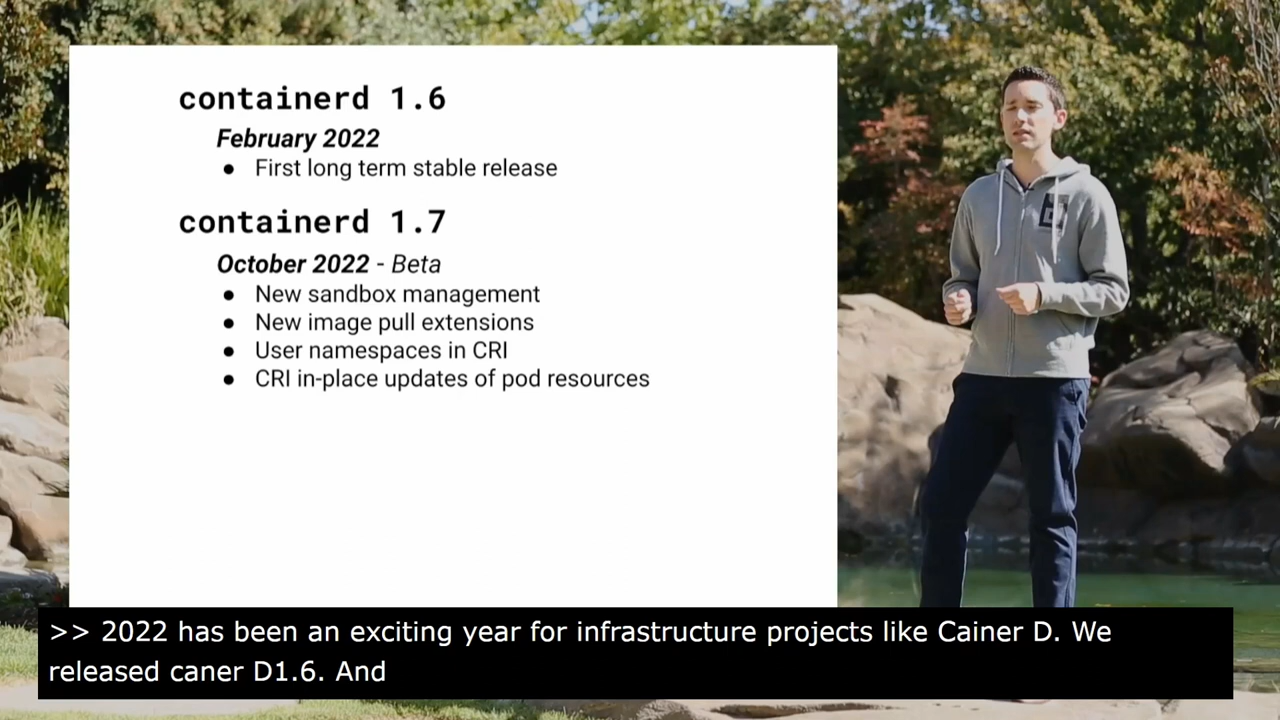 containerd 1.6
February 2022
● First long term stable release
containerd 1.7
October 2022 - Beta
● New sandbox management
● New image pull extensions
● User namespaces in CRI
● CRI in-place updates of pod resources
>> 2022 has been an exciting year for infrastructure projects like Cainer D. We
released caner D1.6. And